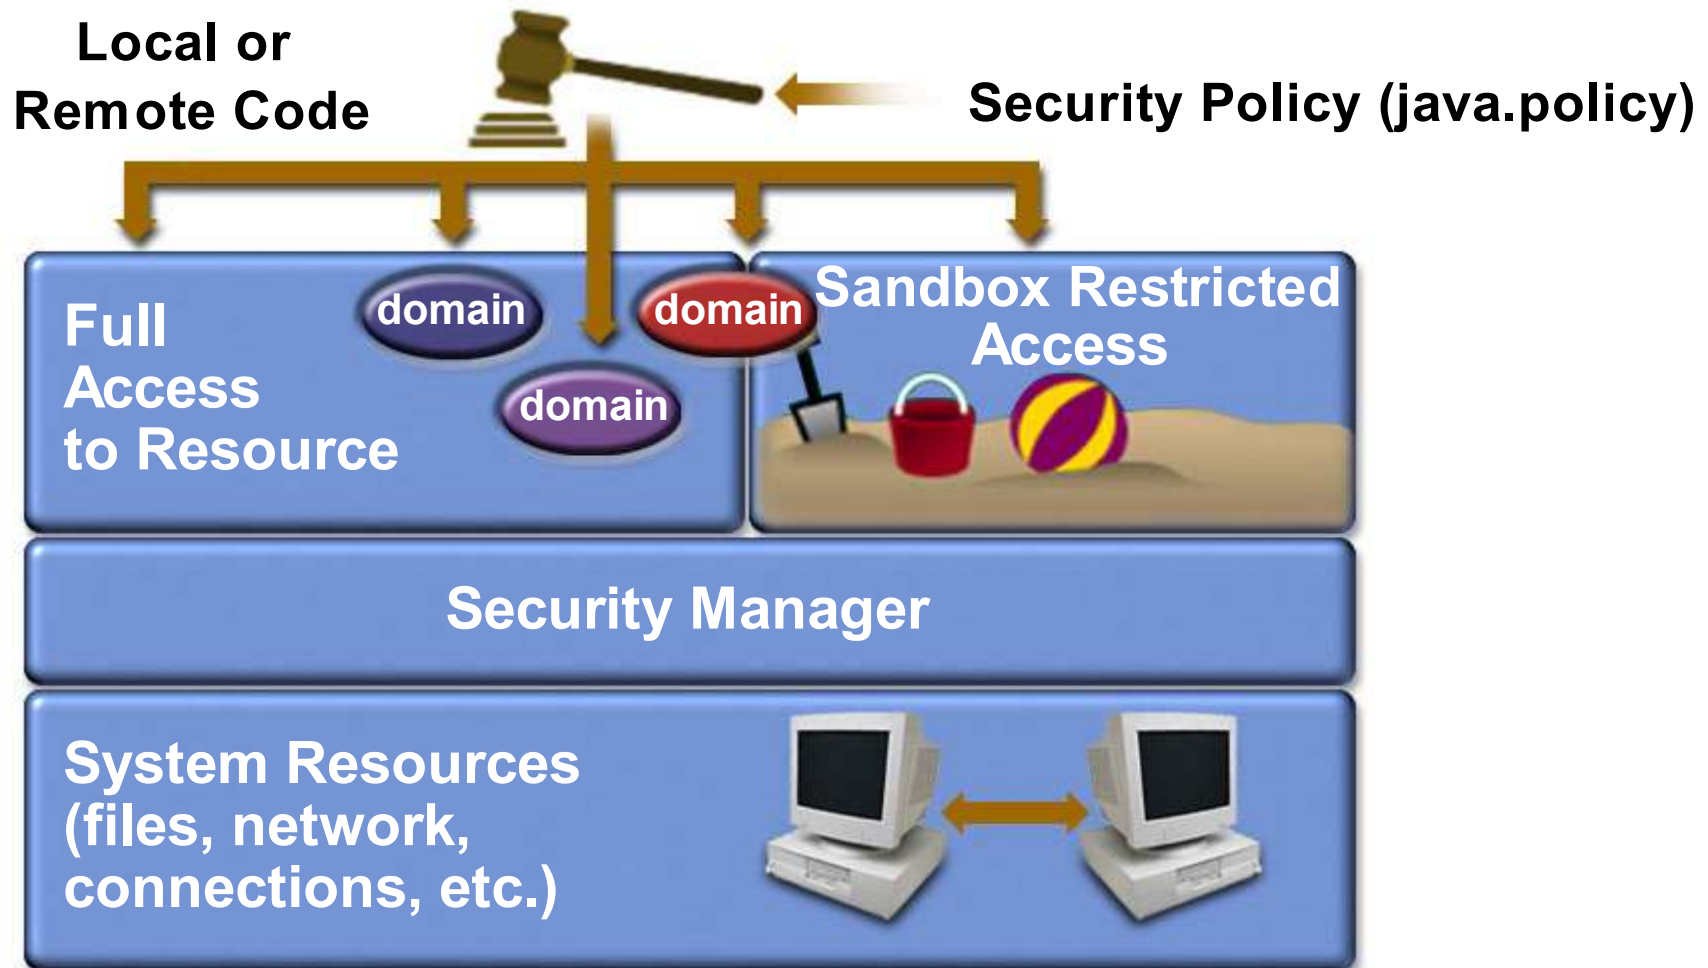 Local or
Remote Code
Security Policy (java.policy)
Full
Access
to Resource
domain
domain
domain
Sandbox Restricted
Access
Security Manager
System Resources
(files, network,
connections, etc.)